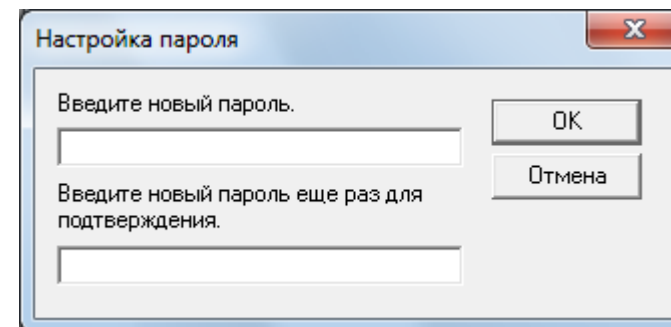 Настройка пароля
Введите новый пароль.
OK
Отмена
Введите новый пароль еще раз для
подтверждения.